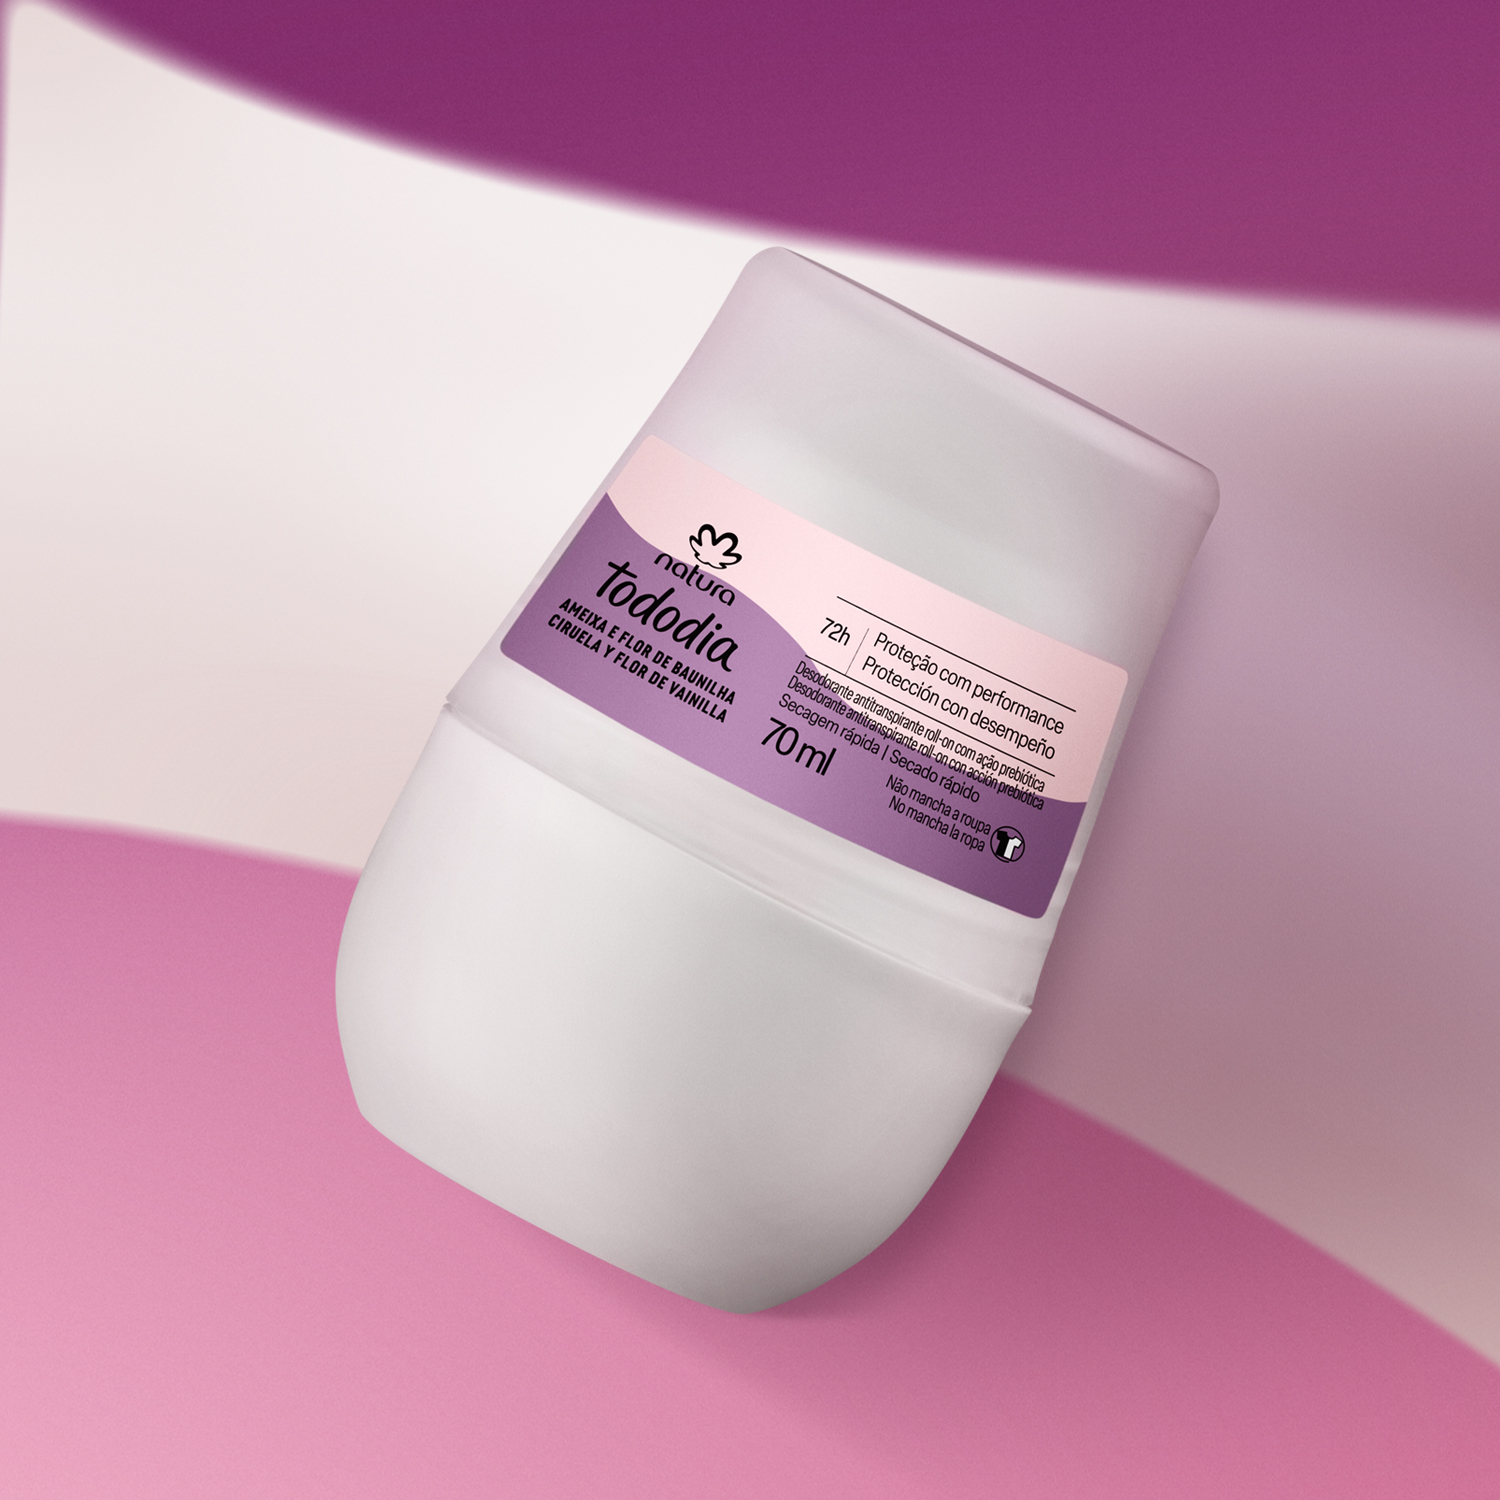 natura
tododia
AMEIXA E FLOR DE BAUNILHA
CIRUELA Y FLOR DE VAINILLA
72h
Proteção com performance
Protección con desempeño
Desodorante antitranspirante roll-on com ação prebiótica
Desodorante antitranspirante roll-on con acción prebiótica
Secagem rápida | Secado rápido
70 ml
Não mancha a roupa
No mancha la ropa